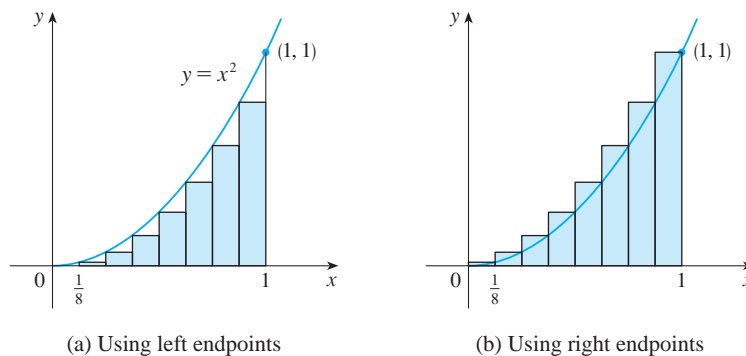 y
y = x²
(1, 1)
0
1/8
1
x
(a) Using left endpoints
y
(1, 1)
0
1/8
1
x
(b) Using right endpoints